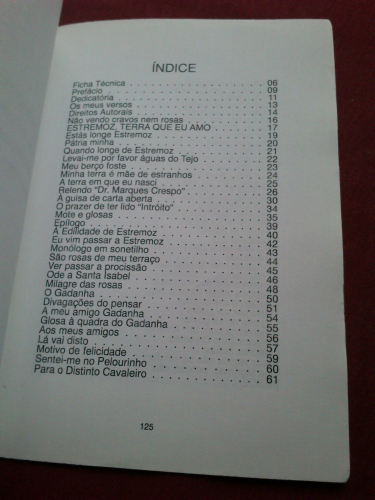 ÍNDICE
Ficha Técnica . . . . . . . . . . . . . . . . . . . . 06
Prefácio . . . . . . . . . . . . . . . . . . . . 09
Dedicatória . . . . . . . . . . . . . . . . . . . . 11
Os meus versos . . . . . . . . . . . . . . . . . . . . 13
Direitos Autorais . . . . . . . . . . . . . . . . . . . . 14
Não vendo cravos nem rosas . . . . . . . . . . . . . . . 16
ESTREMOZ, TERRA QUE EU AMO . . . . . . . . . . . . 17
Estás longe Estremoz . . . . . . . . . . . . . . . . . . 19
Pátria minha . . . . . . . . . . . . . . . . . . . . 20
Quando longe de Estremoz . . . . . . . . . . . . . . . 21
Levai-me por favor águas do Tejo . . . . . . . . . . . . 22
Meu berço foste . . . . . . . . . . . . . . . . . . . . 23
Minha terra é mãe de estranhos . . . . . . . . . . . . . 24
A terra em que eu nasci . . . . . . . . . . . . . . . . 25
Relendo "Dr. Marques Crespo" . . . . . . . . . . . . . 26
À guisa de carta aberta . . . . . . . . . . . . . . . . 30
O prazer de ter lido "Intróito" . . . . . . . . . . . . . 34
Mote e glosas . . . . . . . . . . . . . . . . . . . . 35
Epílogo . . . . . . . . . . . . . . . . . . . . 39
A Edilidade de Estremoz . . . . . . . . . . . . . . . . 40
Eu vim passar a Estremoz . . . . . . . . . . . . . . . 42
Monólogo em sonetilho . . . . . . . . . . . . . . . . 43
São rosas de meu terraço . . . . . . . . . . . . . . . 44
Ver passar a procissão . . . . . . . . . . . . . . . . 45
Ode a Santa Isabel . . . . . . . . . . . . . . . . . . 46
Milagre das rosas . . . . . . . . . . . . . . . . . . 48
O Gadanha . . . . . . . . . . . . . . . . . . . . 50
Divagações do pensar . . . . . . . . . . . . . . . . . 51
A meu amigo Gadanha . . . . . . . . . . . . . . . . . 54
Glosa à quadra do Gadanha . . . . . . . . . . . . . . . 55
Aos meus amigos . . . . . . . . . . . . . . . . . . 56
Lá vai disto . . . . . . . . . . . . . . . . . . . . 57
Motivo de felicidade . . . . . . . . . . . . . . . . . 59
Sentei-me no Pelourinho . . . . . . . . . . . . . . . . 60
Para o Distinto Cavaleiro . . . . . . . . . . . . . . . 61
125